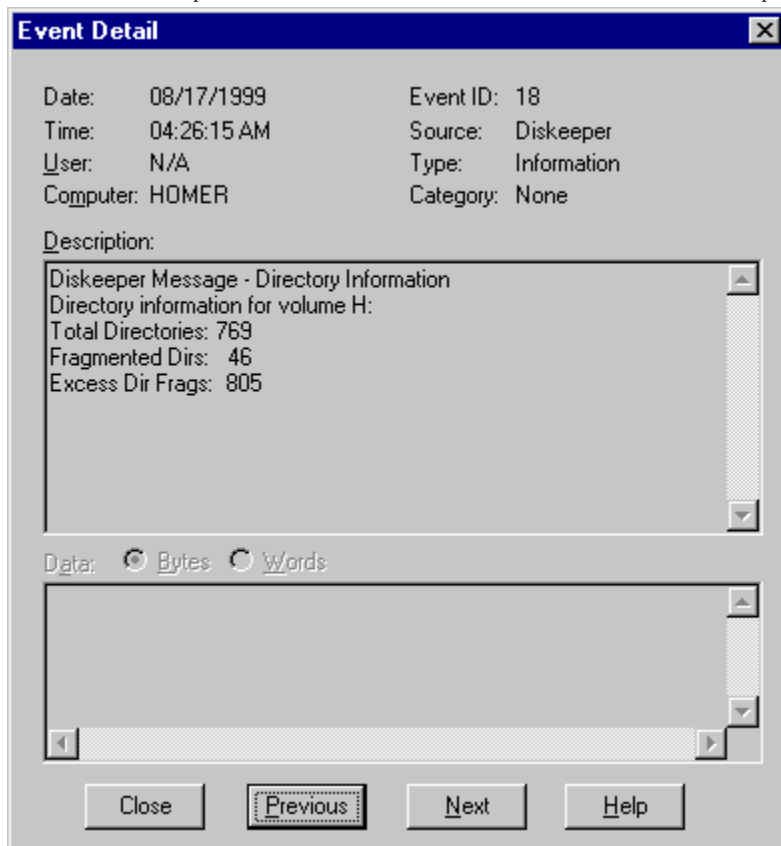 Event Detail
Date: 08/17/1999 Event ID: 18
Time: 04:26:15 AM Source: Diskeeper
User: N/A Type: Information
Computer: HOMER Category: None
Description:
Diskeeper Message - Directory Information
Directory information for volume H:
Total Directories: 769
Fragmented Dirs: 46
Excess Dir Frags: 805
Data: Bytes Words
Close Previous Next Help